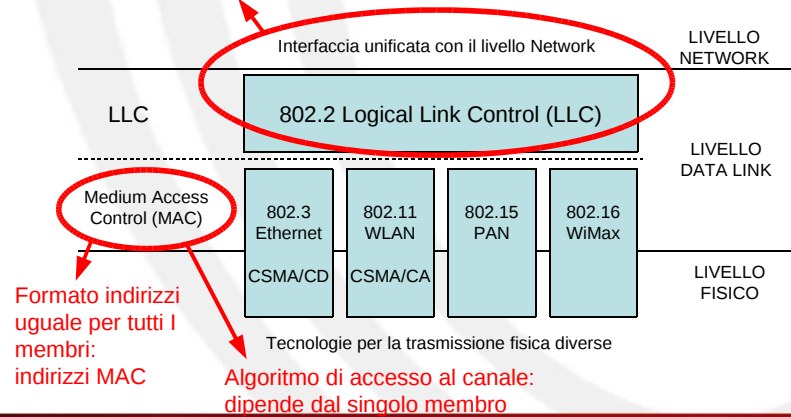 Interfaccia unificata con il livello Network
LIVELLO
NETWORK
LLC
802.2 Logical Link Control (LLC)
LIVELLO
DATA LINK
Medium Access
Control (MAC)
802.3
Ethernet
CSMA/CD
802.11
WLAN
CSMA/CA
802.15
PAN
802.16
WiMax
LIVELLO
FISICO
Formato indirizzi
uguale per tutti I
membri:
indirizzi MAC
Tecnologie per la trasmissione fisica diverse
Algoritmo di accesso al canale:
dipende dal singolo membro